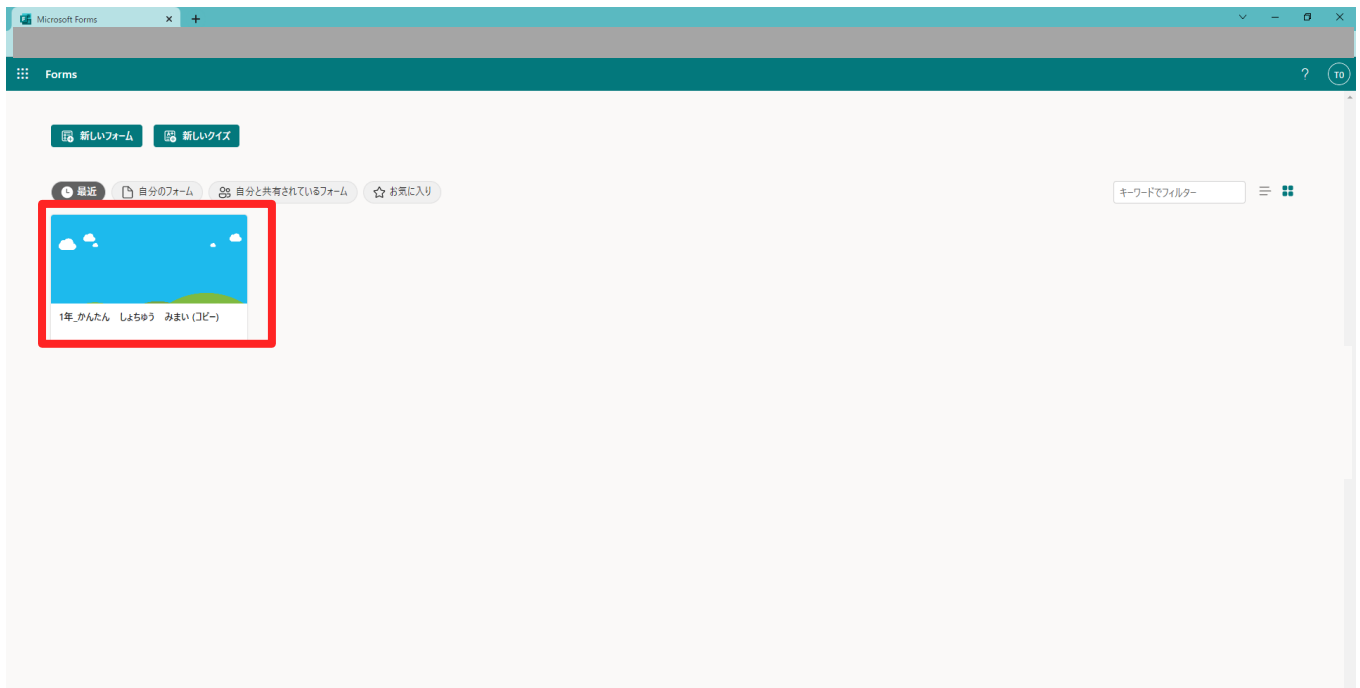 Microsoft Forms
Forms
? TO
新しいフォーム 新しいクイズ
最近 自分のフォーム 自分と共有されているフォーム お気に入り キーワードでフィルター
1年_かんたん　しょちゅう　みまい (コピー)